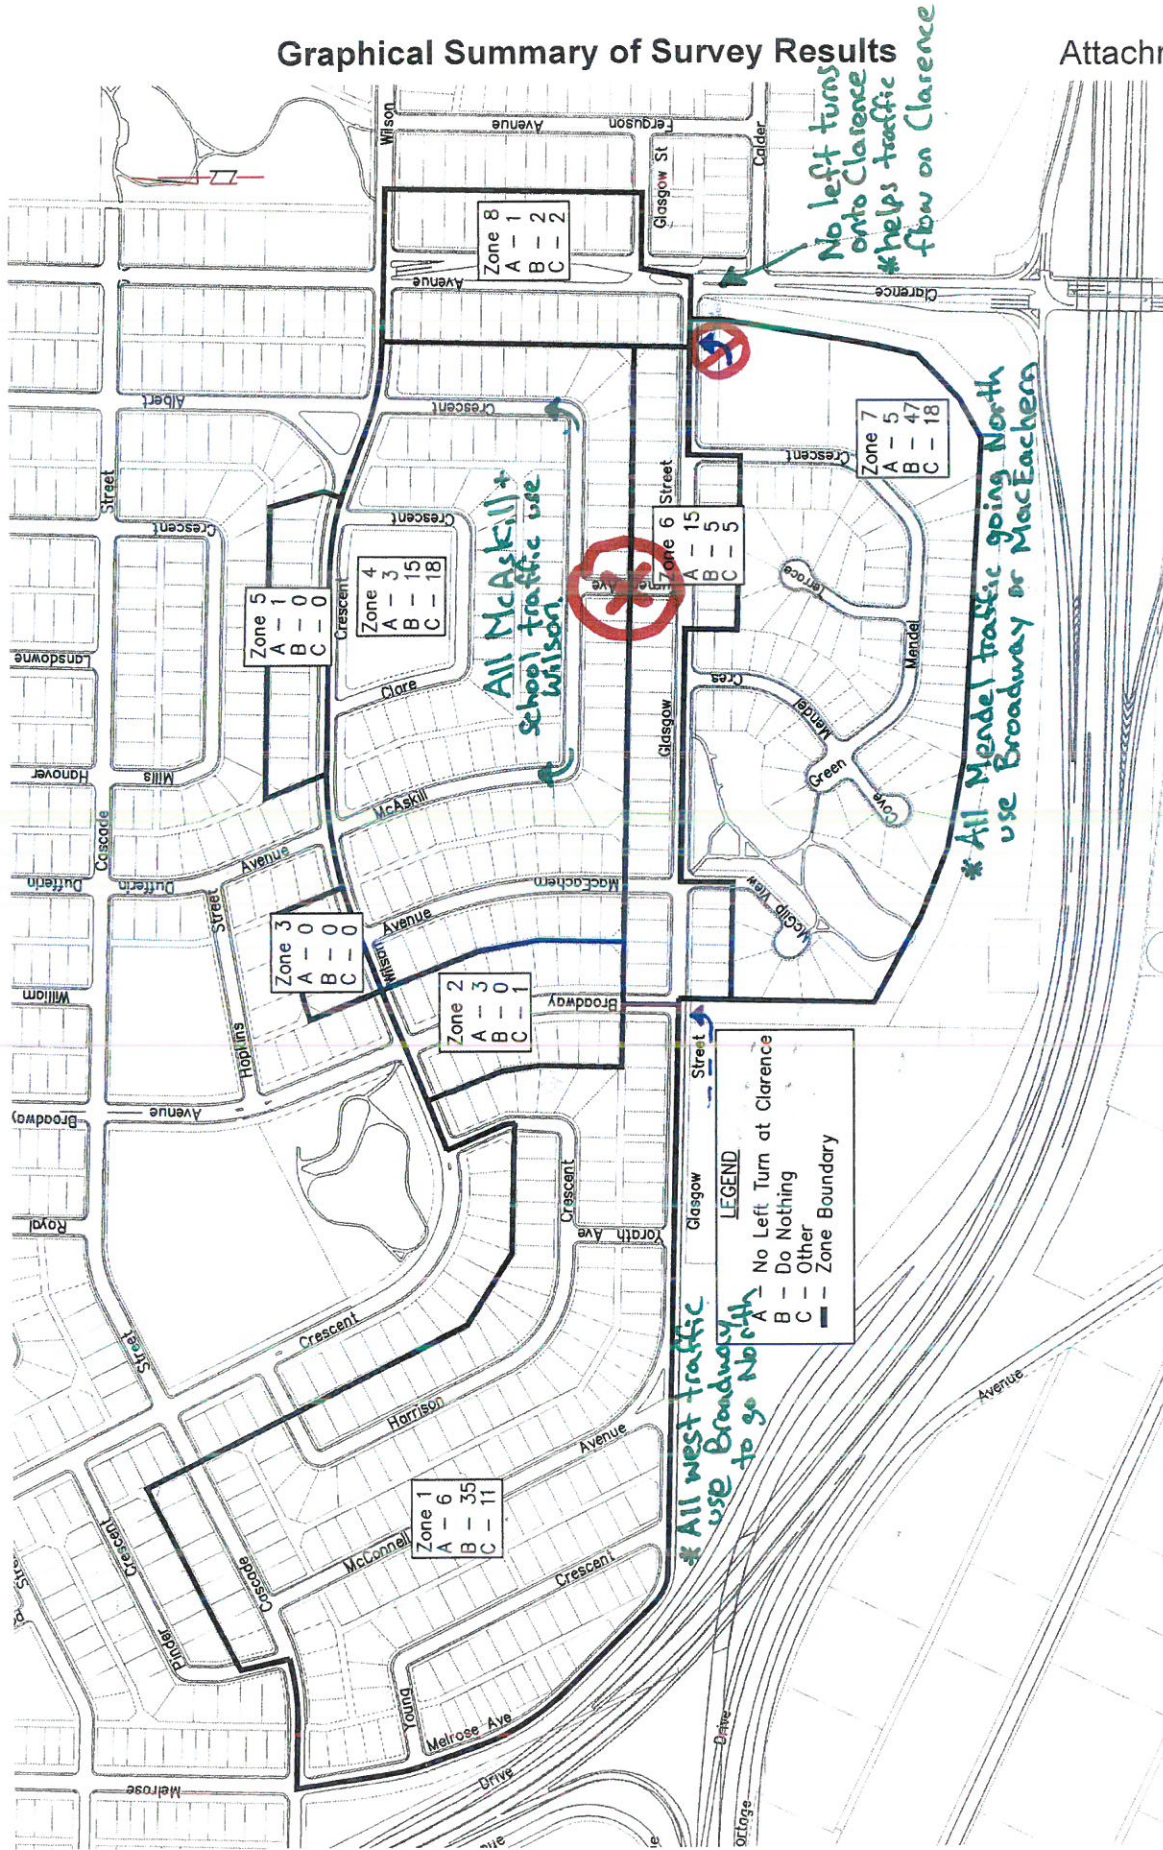 Graphical Summary of Survey Results
No left turns
onto Clarence
* helps traffic
flow on Clarence
Wilson
Avenue
Ferguson
Glasgow St
Calder
Zone 8
A - 1
B - 2
C - 2
Avenue
Clarence
Albert
Crescent
Street
Crescent
Crescent
Zone 5
A - 1
B - 0
C - 0
Crescent
Zone 4
A - 3
B - 15
C - 18
All McAskill +
school traffic use
Wilson.
Ave
Zone 6
A - 15
B - 5
C - 5
Street
Crescent
Zone 7
A - 5
B - 47
C - 18
* All Mendel traffic going North
use Broadway or MacEachern
Lansdowne
Hanover
Mills
Clare
McAskill
Glasgow
Cres
Mendel
Terrace
Mendel
Green
Cove
Cascade
Dufferin
Dufferin
Avenue
Street
MacEachern
McGilp View
Zone 3
A - 0
B - 0
C - 0
Wilson
Avenue
William
Hopkins
Zone 2
A - 3
B - 0
C - 1
Broadway
Broadway
Avenue
Street
Royal
Street
Crescent
Crescent
Yorath
Ave
Glasgow
LEGEND
A - No Left Turn at Clarence
B - Do Nothing
C - Other
- Zone Boundary
* All west traffic
use Broadway
to go North
Harrison
Avenue
Avenue
Zone 1
A - 6
B - 35
C - 11
McConnell
Crescent
Cascade
Crescent
Pinder
Young
Melrose Ave
Melrose
Drive
Drive